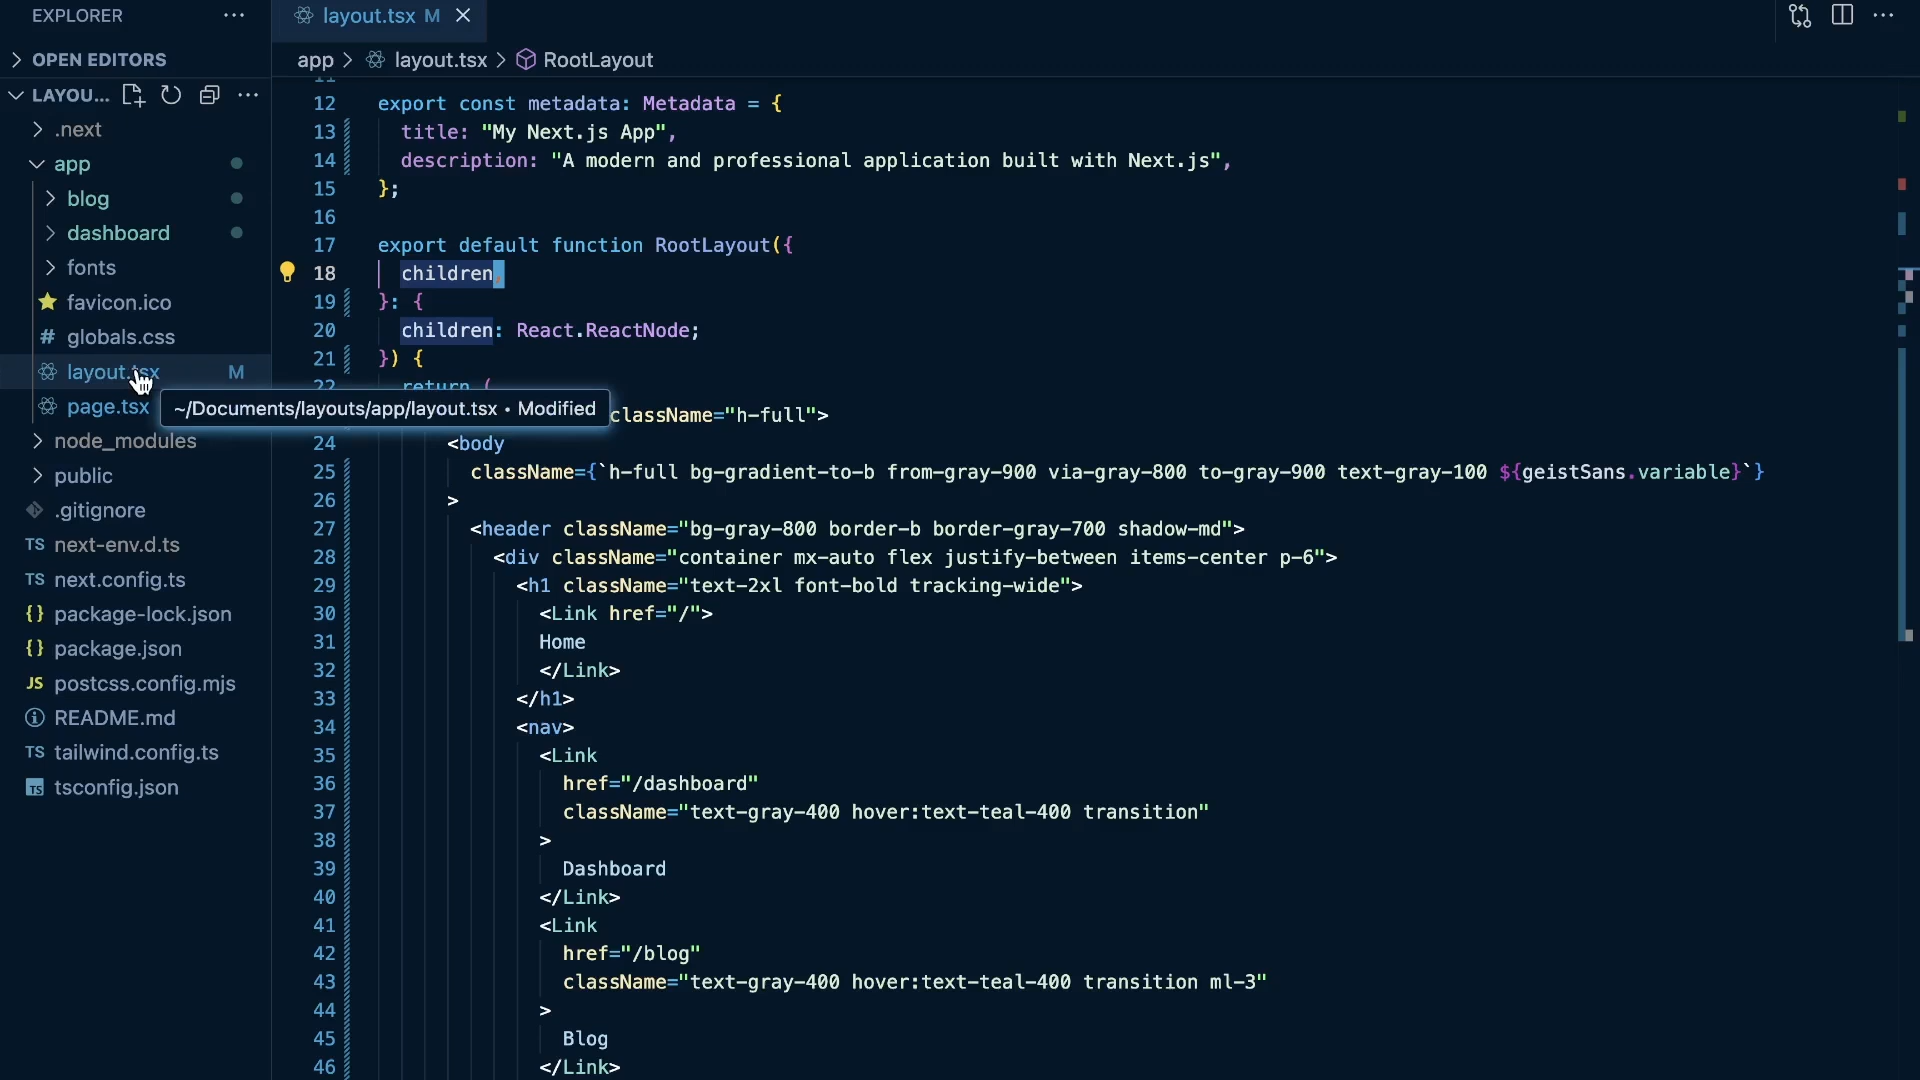 EXPLORER
OPEN EDITORS
LAYOU...
.next
app
blog
dashboard
fonts
favicon.ico
# globals.css
layout.tsx M
page.tsx
~/Documents/layouts/app/layout.tsx • Modified
node_modules
public
.gitignore
TS next-env.d.ts
TS next.config.ts
{} package-lock.json
{} package.json
JS postcss.config.mjs
README.md
TS tailwind.config.ts
TS tsconfig.json
layout.tsx M
app > layout.tsx > RootLayout
12 export const metadata: Metadata = {
13 title: "My Next.js App",
14 description: "A modern and professional application built with Next.js",
15 };
16
17 export default function RootLayout({
18 children,
19 }: {
20 children: React.ReactNode;
21 }) {
22 return (
className="h-full">
24 <body
25 className={`h-full bg-gradient-to-b from-gray-900 via-gray-800 to-gray-900 text-gray-100 ${geistSans.variable}`}
26 >
27 <header className="bg-gray-800 border-b border-gray-700 shadow-md">
28 <div className="container mx-auto flex justify-between items-center p-6">
29 <h1 className="text-2xl font-bold tracking-wide">
30 <Link href="/">
31 Home
32 </Link>
33 </h1>
34 <nav>
35 <Link
36 href="/dashboard"
37 className="text-gray-400 hover:text-teal-400 transition"
38 >
39 Dashboard
40 </Link>
41 <Link
42 href="/blog"
43 className="text-gray-400 hover:text-teal-400 transition ml-3"
44 >
45 Blog
46 </Link>